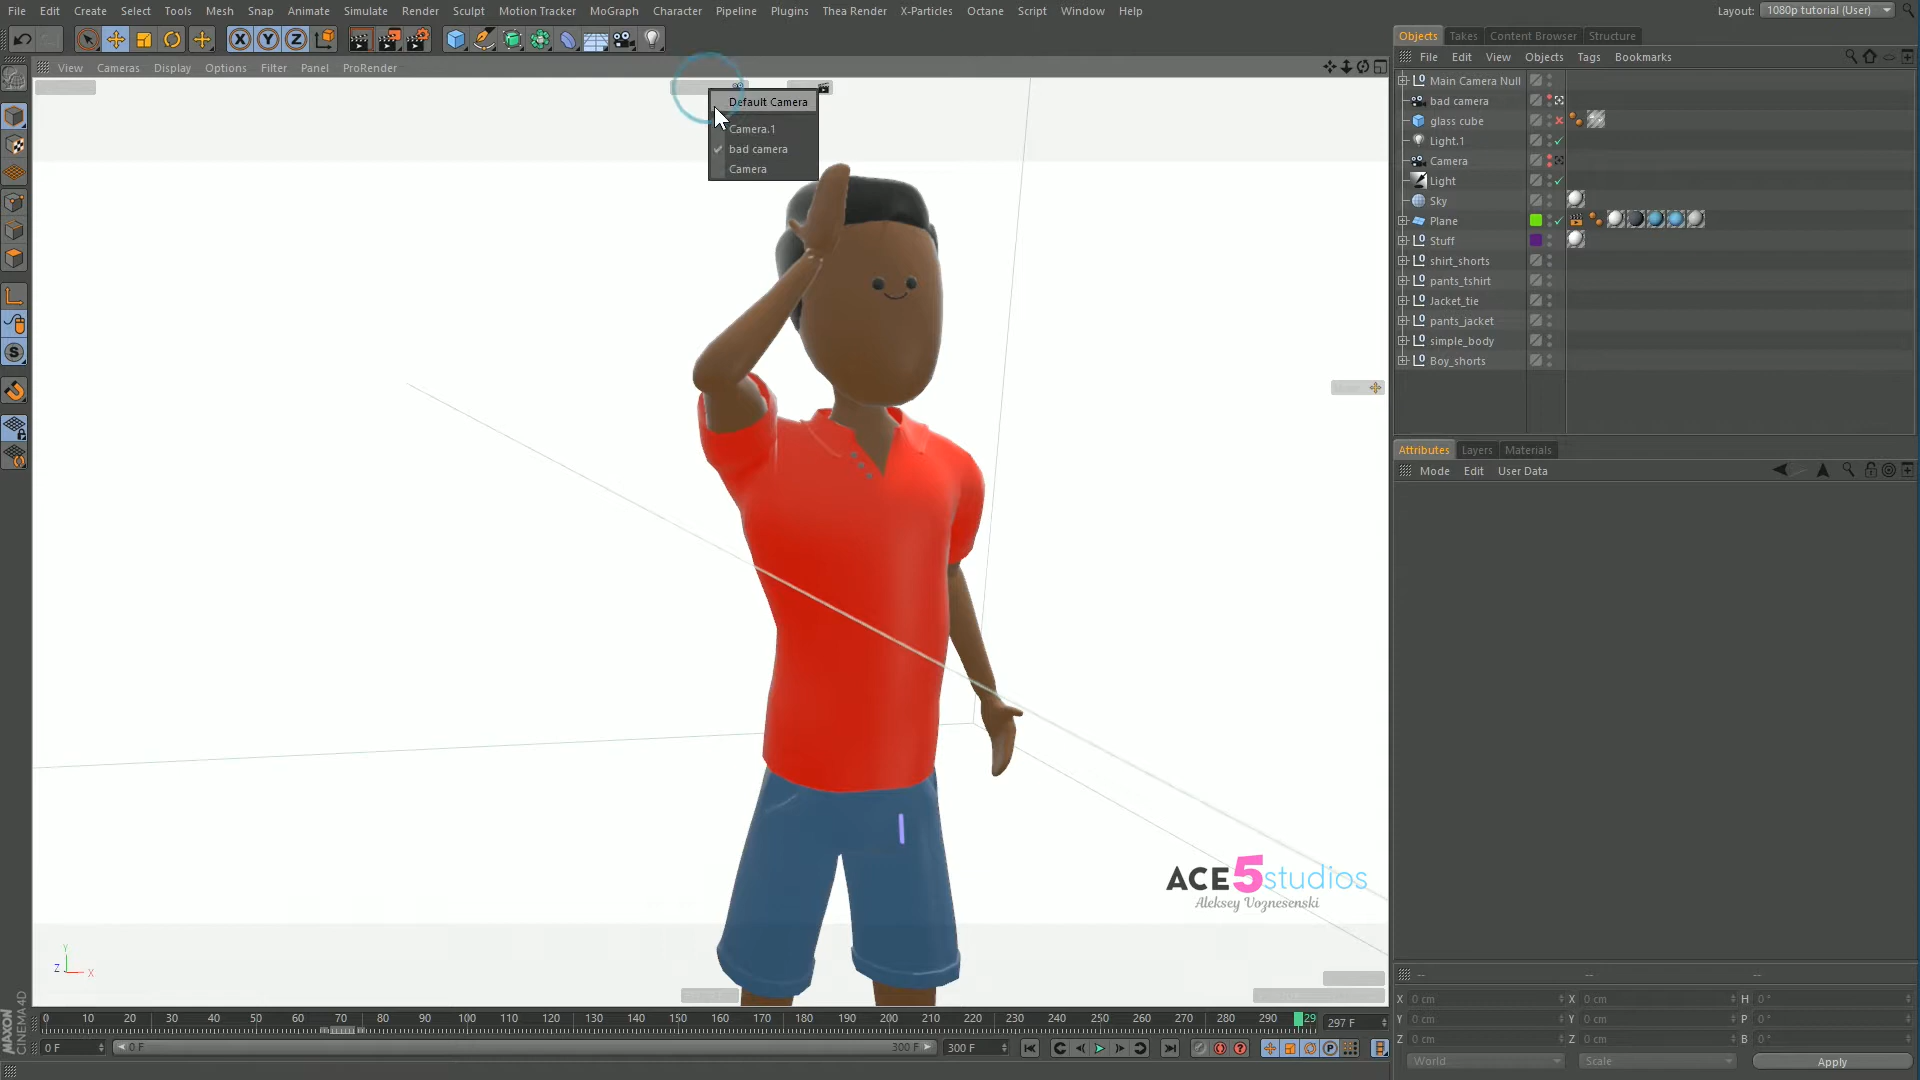 File Edit Create Select Tools Mesh Snap Animate Simulate Render Sculpt Motion Tracker MoGraph Character Pipeline Plugins Thea Render X-Particles Octane Script Window Help Layout: 1080p tutorial (User)
X Y Z
Objects Takes Content Browser Structure
File Edit View Objects Tags Bookmarks
View Cameras Display Options Filter Panel ProRender
Default Camera
Camera.1
bad camera
Camera
Main Camera Null
bad camera
glass cube
Light.1
Camera
Light
Sky
Plane
Stuff
shirt_shorts
pants_tshirt
Jacket_tie
pants_jacket
simple_body
Boy_shorts
S
Attributes Layers Materials
Mode Edit User Data
ACE5studios
Aleksey Voznesenski
Y
Z X
-- -- --
X 0 cm X 0 cm H 0 °
Y 0 cm Y 0 cm P 0 °
Z 0 cm Z 0 cm B 0 °
World Scale Apply
0 10 20 30 40 50 60 70 80 90 100 110 120 130 140 150 160 170 180 190 200 210 220 230 240 250 260 270 280 290 29 297 F
0 F 0 F 300 F 300 F
P
MAXON
CINEMA4D